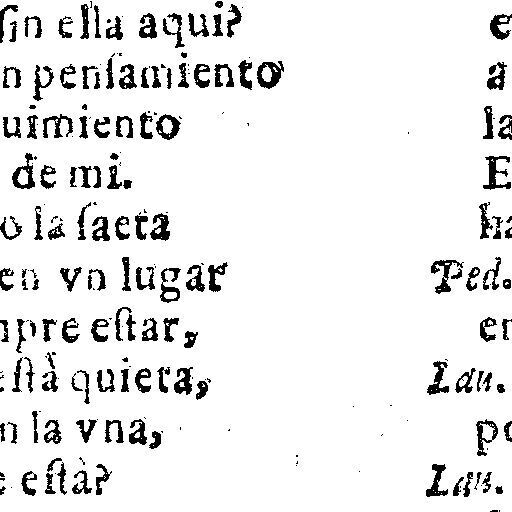 ſin ella aqui?
n penſamiento
uimiento
de mi.
o la ſaeta
en vn lugar
npre eſtar,
eſtà quieta,
n la vna,
e eſtà?
e
a
la
E
ha
Ped.
en
Lau.
po
Lau.